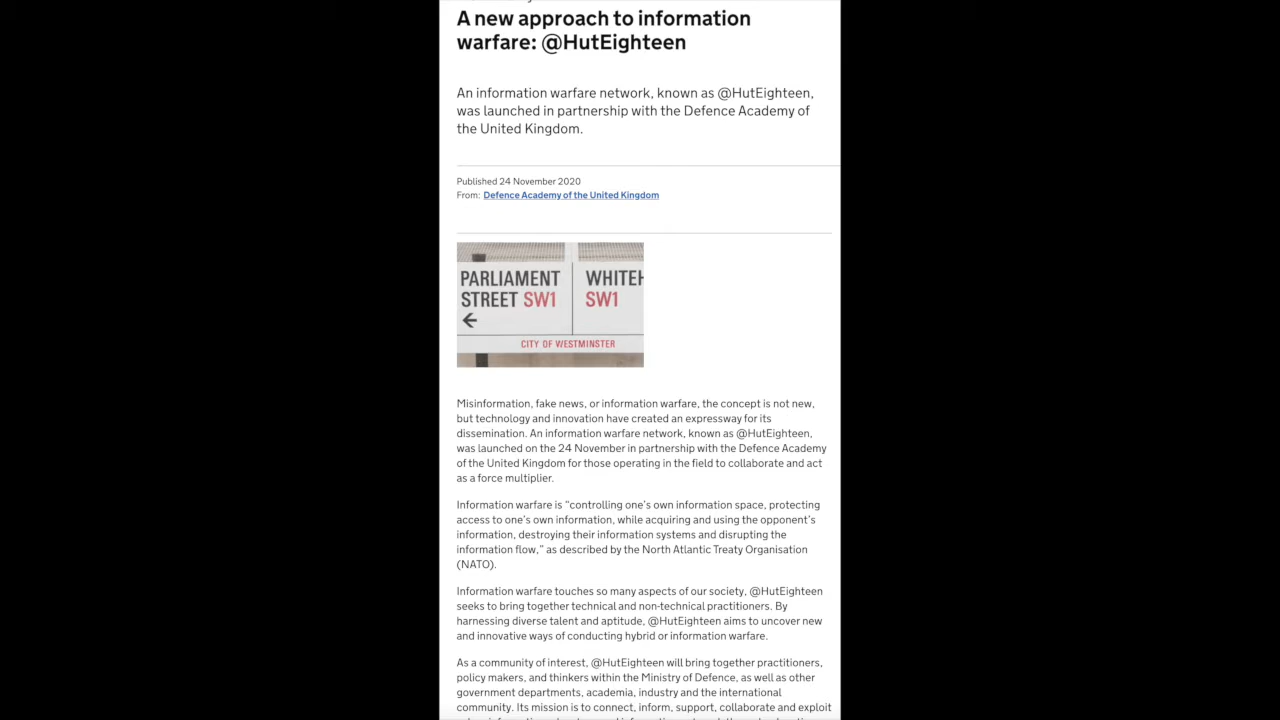 A new approach to information
warfare: @HutEighteen
An information warfare network, known as @HutEighteen,
was launched in partnership with the Defence Academy of
the United Kingdom.
Published 24 November 2020
From: Defence Academy of the United Kingdom
PARLIAMENT
STREET SW1
WHITEH
SW1
CITY OF WESTMINSTER
Misinformation, fake news, or information warfare, the concept is not new,
but technology and innovation have created an expressway for its
dissemination. An information warfare network, known as @HutEighteen,
was launched on the 24 November in partnership with the Defence Academy
of the United Kingdom for those operating in the field to collaborate and act
as a force multiplier.
Information warfare is “controlling one’s own information space, protecting
access to one’s own information, while acquiring and using the opponent’s
information, destroying their information systems and disrupting the
information flow,” as described by the North Atlantic Treaty Organisation
(NATO).
Information warfare touches so many aspects of our society, @HutEighteen
seeks to bring together technical and non-technical practitioners. By
harnessing diverse talent and aptitude, @HutEighteen aims to uncover new
and innovative ways of conducting hybrid or information warfare.
As a community of interest, @HutEighteen will bring together practitioners,
policy makers, and thinkers within the Ministry of Defence, as well as other
government departments, academia, industry and the international
community. Its mission is to connect, inform, support, collaborate and exploit